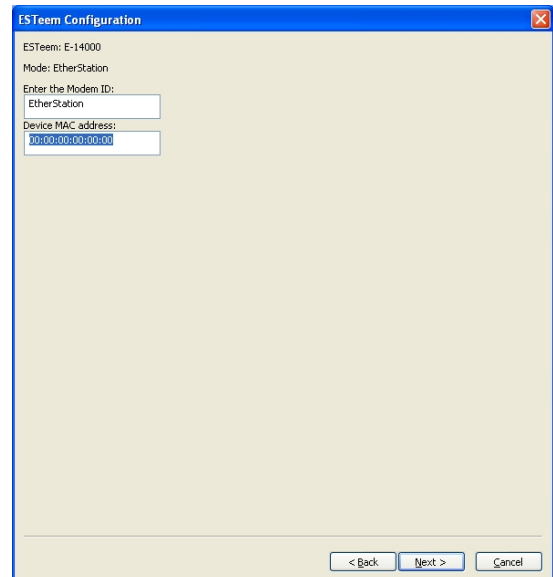 ESTeem Configuration
ESTeem: E-14000
Mode: EtherStation
Enter the Modem ID:
EtherStation
Device MAC address:
00:00:00:00:00:00
< Back
Next >
Cancel